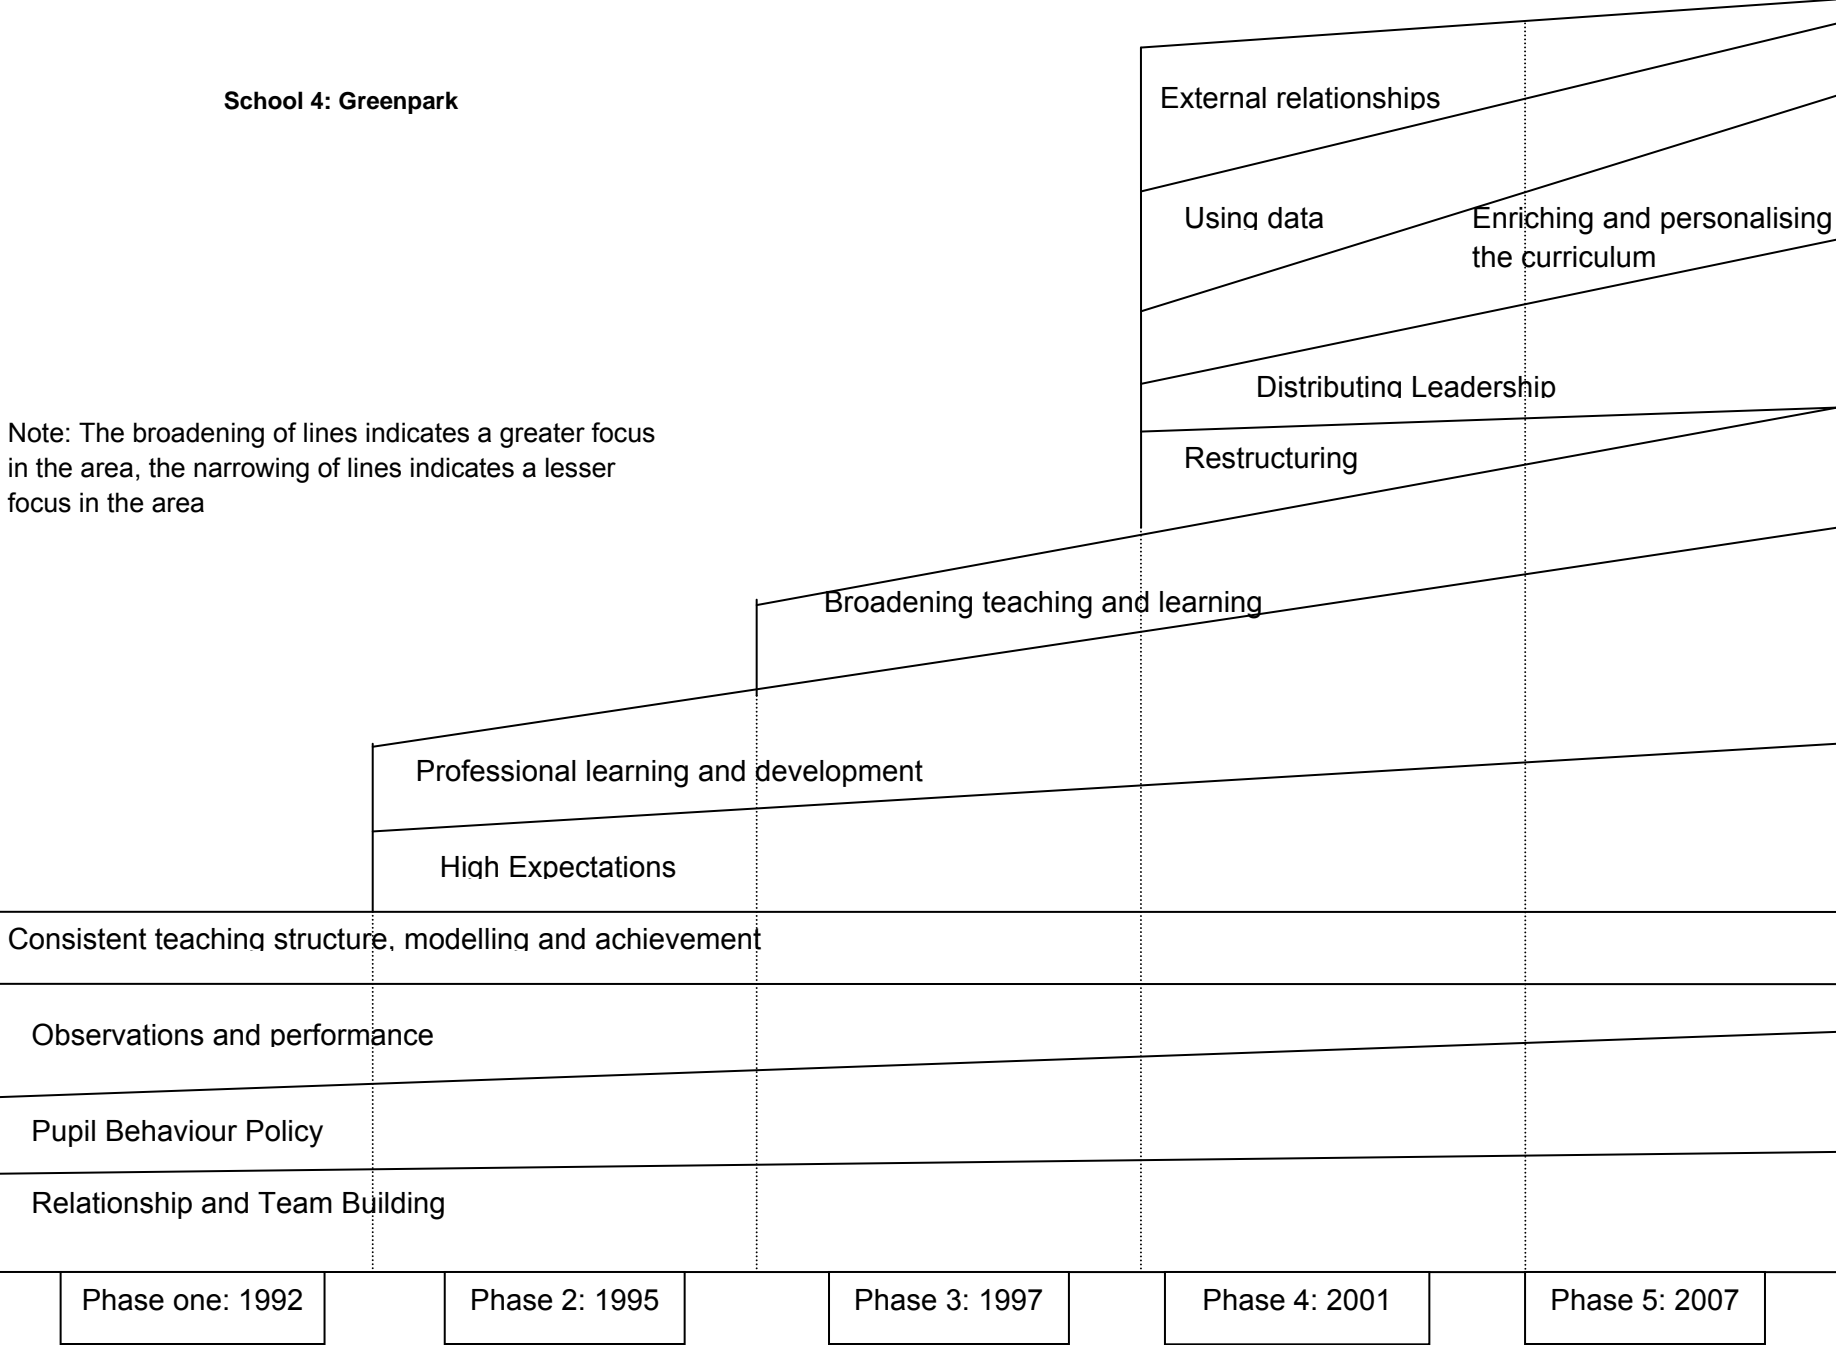 School 4: Greenpark
External relationships
Using data
Enriching and personalising
the curriculum
Distributing Leadership
Note: The broadening of lines indicates a greater focus
in the area, the narrowing of lines indicates a lesser
focus in the area
Restructuring
Broadening teaching and learning
Professional learning and development
High Expectations
Consistent teaching structure, modelling and achievement
Observations and performance
Pupil Behaviour Policy
Relationship and Team Building
Phase one: 1992
Phase 2: 1995
Phase 3: 1997
Phase 4: 2001
Phase 5: 2007